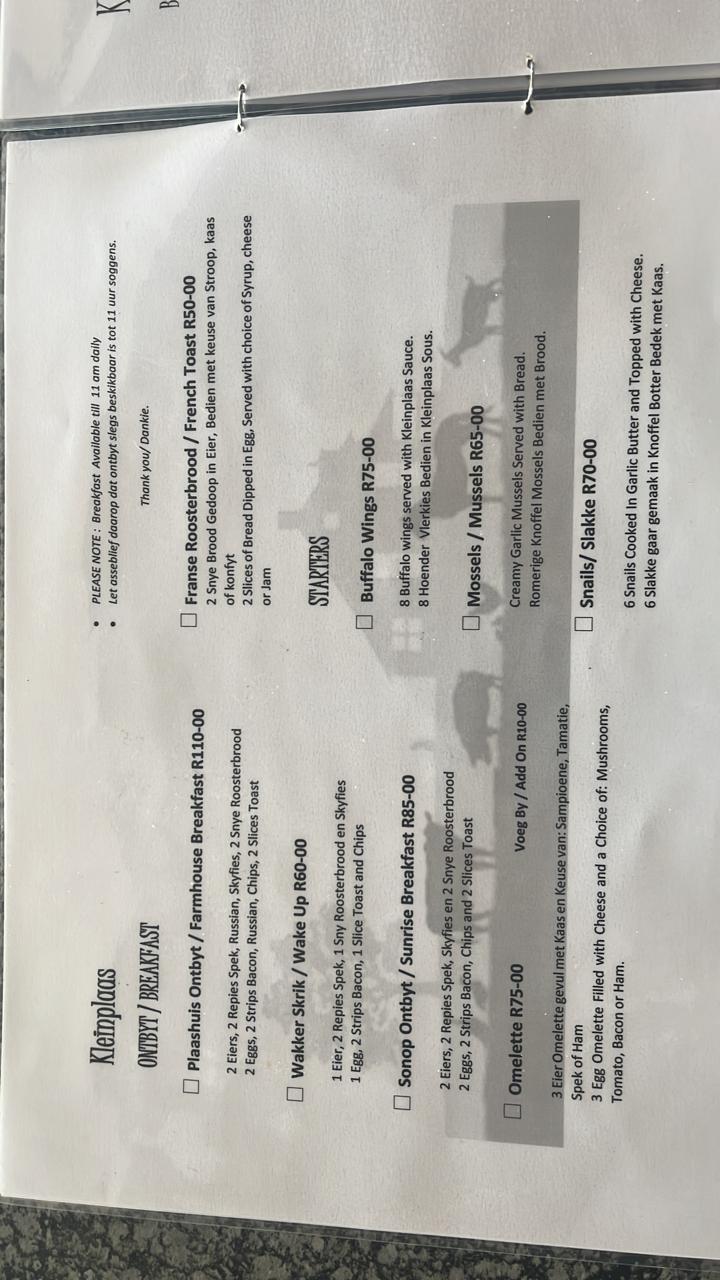 Kleinplaas
ONTBYT / BREAKFAST
Plaashuis Ontbyt / Farmhouse Breakfast R110-00
2 Eiers, 2 Repies Spek, Russian, Skyfies, 2 Snye Roosterbrood
2 Eggs, 2 Strips Bacon, Russian, Chips, 2 Slices Toast
Wakker Skrik / Wake Up R60-00
1 Eier, 2 Repies Spek, 1 Sny Roosterbrood en Skyfies
1 Egg, 2 Strips Bacon, 1 Slice Toast and Chips
Sonop Ontbyt / Sunrise Breakfast R85-00
2 Eiers, 2 Repies Spek, Skyfies en 2 Snye Roosterbrood
2 Eggs, 2 Strips Bacon, Chips and 2 Slices Toast
Omelette R75-00 Voeg By / Add On R10-00
3 Eier Omelette gevul met Kaas en Keuse van: Sampioene, Tamatie,
Spek of Ham
3 Egg Omelette Filled with Cheese and a Choice of: Mushrooms,
Tomato, Bacon or Ham.
• PLEASE NOTE : Breakfast Available till 11 am daily
• Let asseblief daarop dat ontbyt slegs beskikbaar is tot 11 uur soggens.
Thank you/ Dankie.
Franse Roosterbrood / French Toast R50-00
2 Snye Brood Gedoop in Eier, Bedien met keuse van Stroop, kaas
of konfyt
2 Slices of Bread Dipped in Egg, Served with choice of Syrup, cheese
or Jam
STARTERS
Buffalo Wings R75-00
8 Buffalo wings served with Kleinplaas Sauce.
8 Hoender Vlerkies Bedien in Kleinplaas Sous.
Mossels / Mussels R65-00
Creamy Garlic Mussels Served with Bread.
Romerige Knoffel Mossels Bedien met Brood.
Snails/ Slakke R70-00
6 Snails Cooked In Garlic Butter and Topped with Cheese.
6 Slakke gaar gemaak in Knoffel Botter Bedek met Kaas.
K
B